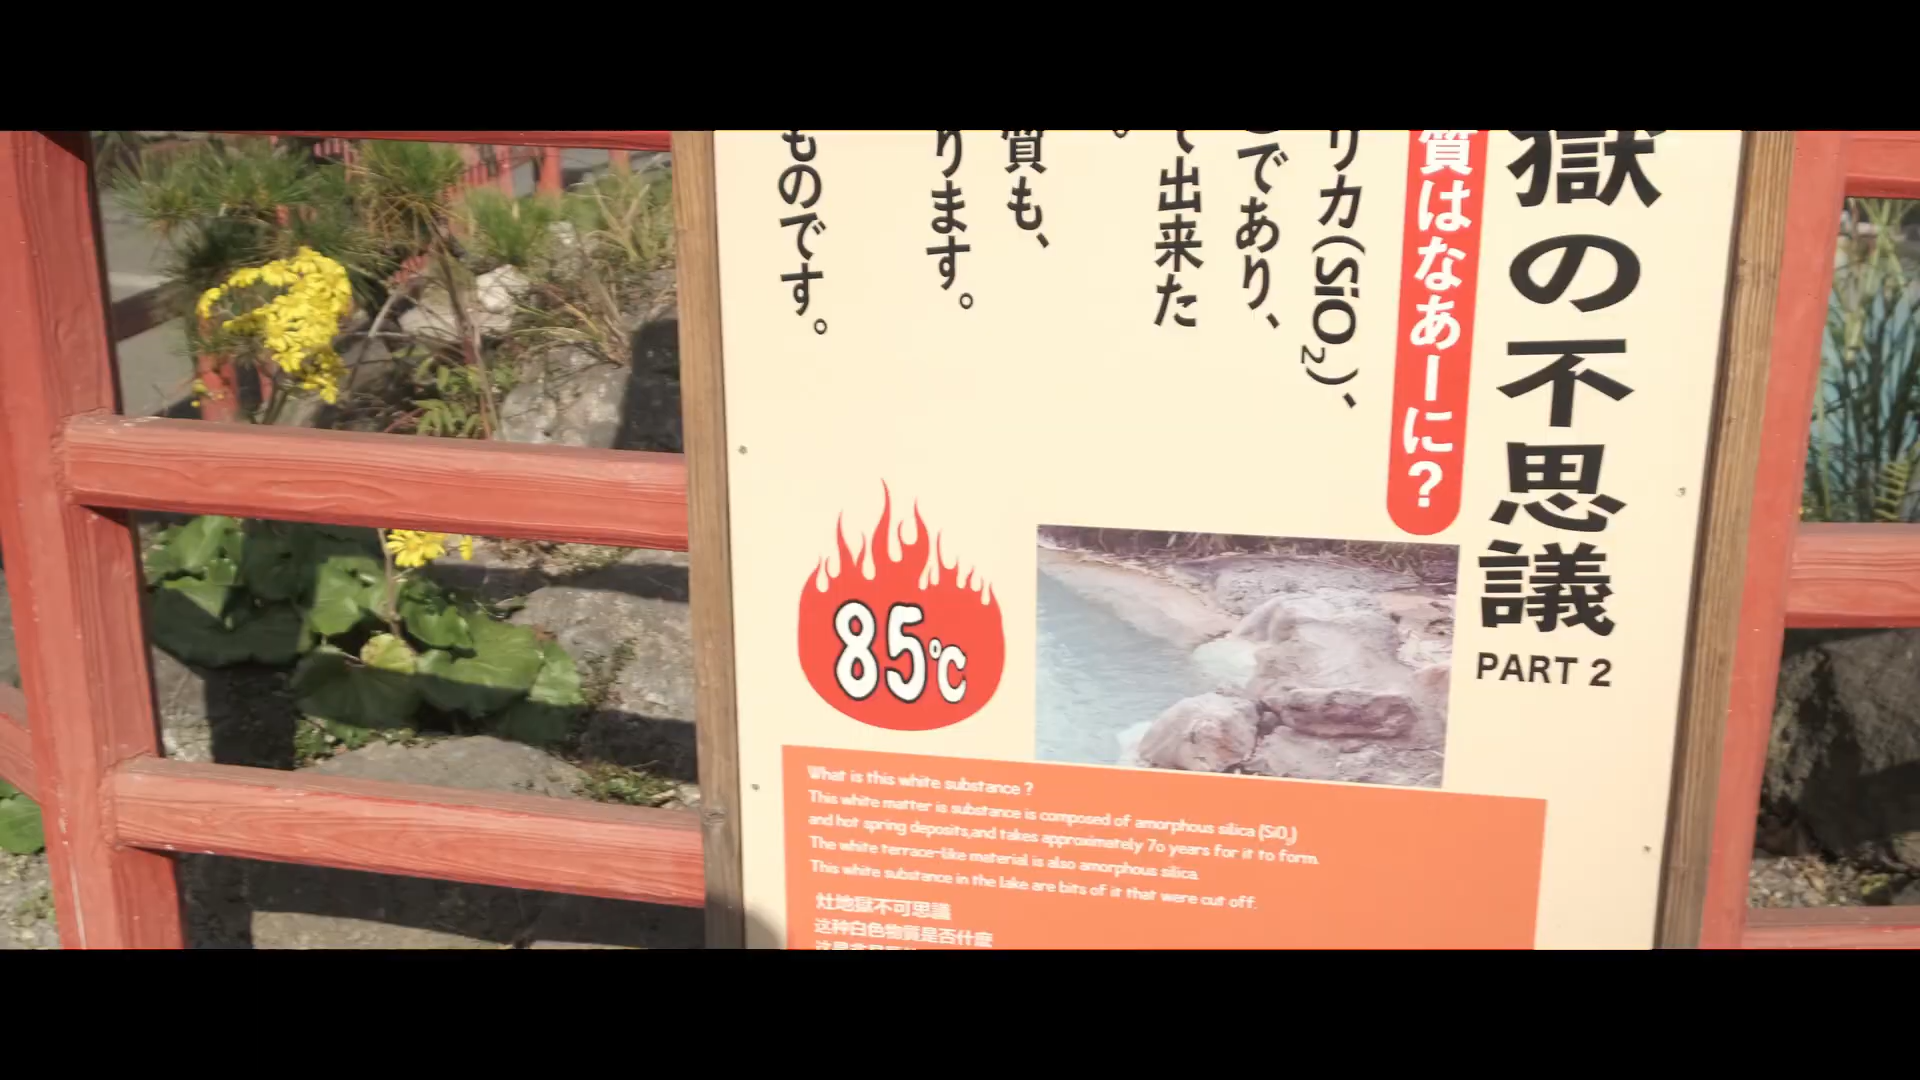 獄の不思議
PART 2
質はなあーに?
リカ(SiO₂)、
であり、
て出来た
。
質も、
ります。
ものです。
85℃
What is this white substance ?
This white matter is substance is composed of amorphous silica (SiO₂)
and hot spring deposits,and takes approximately 7o years for it to form.
The white terrace-like material is also amorphous silica.
This white substance in the lake are bits of it that were cut off.
灶地獄不可思議
这种白色物質是否什麼